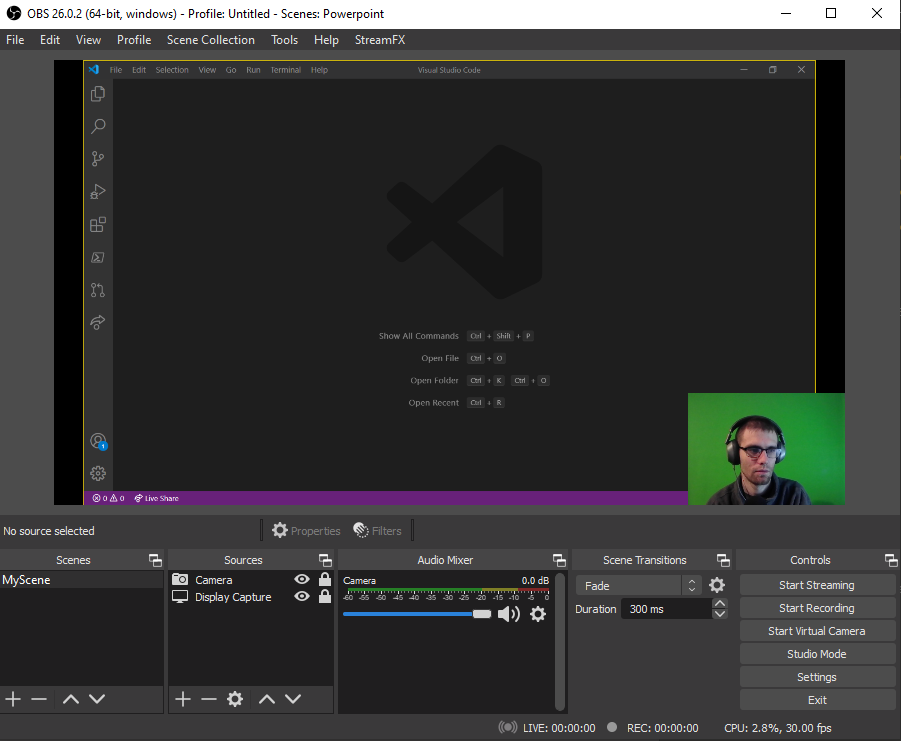 OBS 26.0.2 (64-bit, windows) - Profile: Untitled - Scenes: Powerpoint
File Edit View Profile Scene Collection Tools Help StreamFX
File Edit Selection View Go Run Terminal Help Visual Studio Code
Show All Commands Ctrl + Shift + P
Open File Ctrl + O
Open Folder Ctrl + K Ctrl + O
Open Recent Ctrl + R
1
0 0 Live Share
No source selected Properties Filters
Scenes Sources Audio Mixer Scene Transitions Controls
MyScene Camera Camera 0.0 dB Fade Start Streaming
Display Capture -60 -55 -50 -45 -40 -35 -30 -25 -20 -15 -10 -5 0
Duration 300 ms Start Recording
Start Virtual Camera
Studio Mode
Settings
Exit
LIVE: 00:00:00 REC: 00:00:00 CPU: 2.8%, 30.00 fps